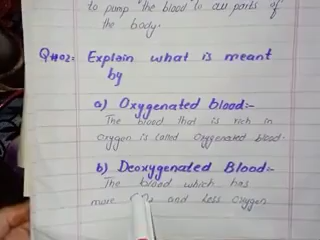 to pump the blood to all parts of
the body.
Q#02: Explain what is meant
by
a) Oxygenated blood:-
The blood that is rich in
oxygen is called oxygenated blood.
b) Deoxygenated Blood:-
The blood which has
more and less oxygen